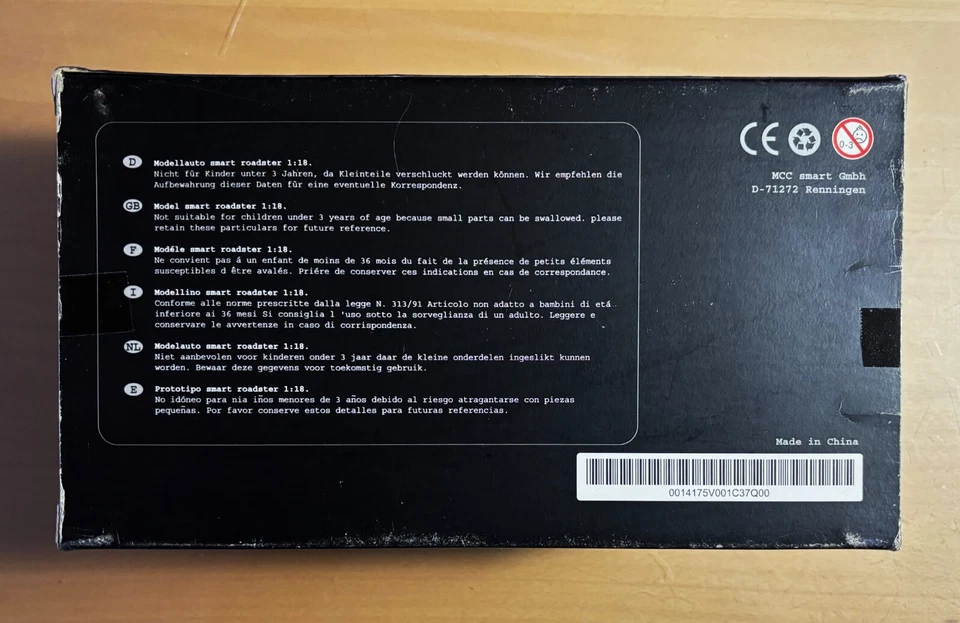 D Modellauto smart roadster 1:18.
Nicht für Kinder unter 3 Jahren, da Kleinteile verschluckt werden können. Wir empfehlen die
Aufbewahrung dieser Daten für eine eventuelle Korrespondenz.
GB Model smart roadster 1:18.
Not suitable for children under 3 years of age because small parts can be swallowed. please
retain these particulars for future reference.
F Modéle smart roadster 1:18.
Ne convient pas á un enfant de moins de 36 mois du fait de la présence de petits éléments
susceptibles d être avalés. Priére de conserver ces indications en cas de correspondance.
I Modellino smart roadster 1:18.
Conforme alle norme prescritte dalla legge N. 313/91 Articolo non adatto a bambini di etá
inferiore ai 36 mesi Si consiglia l 'uso sotto la sorveglianza di un adulto. Leggere e
conservare le avvertenze in caso di corrispondenza.
NL Modelauto smart roadster 1:18.
Niet aanbevolen voor kinderen onder 3 jaar daar de kleine onderdelen ingeslikt kunnen
worden. Bewaar deze gegevens voor toekomstig gebruik.
E Prototipo smart roadster 1:18.
No idóneo para nia iños menores de 3 años debido al riesgo atragantarse con piezas
pequeñas. Por favor conserve estos detalles para futuras referencias.
CE
0-3
MCC smart Gmbh
D-71272 Renningen
Made in China
0014175V001C37Q00